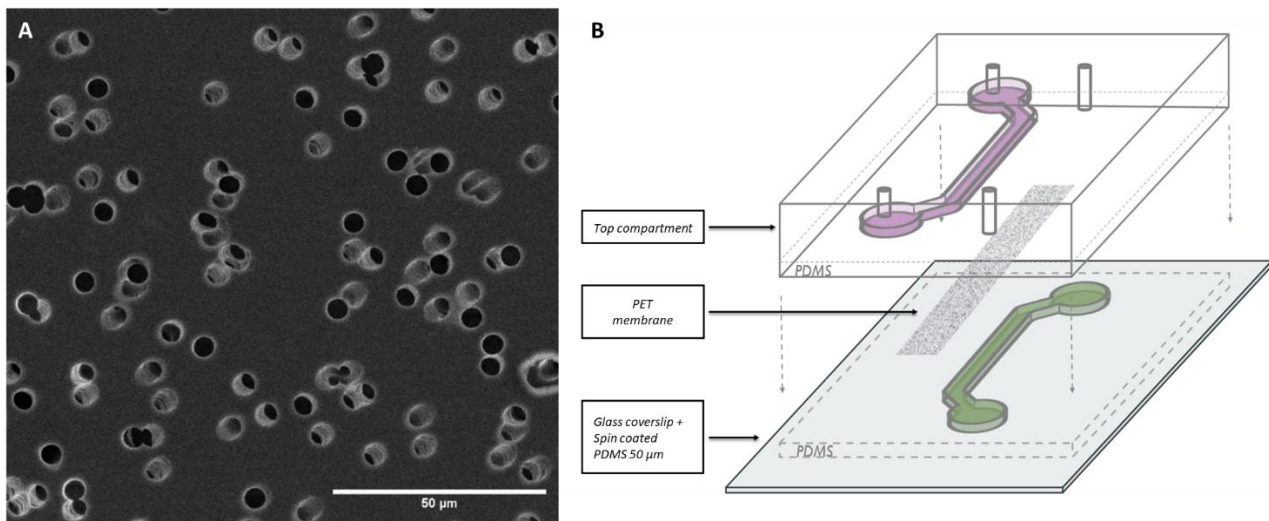 A
50 µm
B
Top compartment
PDMS
PET
membrane
Glass coverslip +
Spin coated
PDMS 50 µm
PDMS